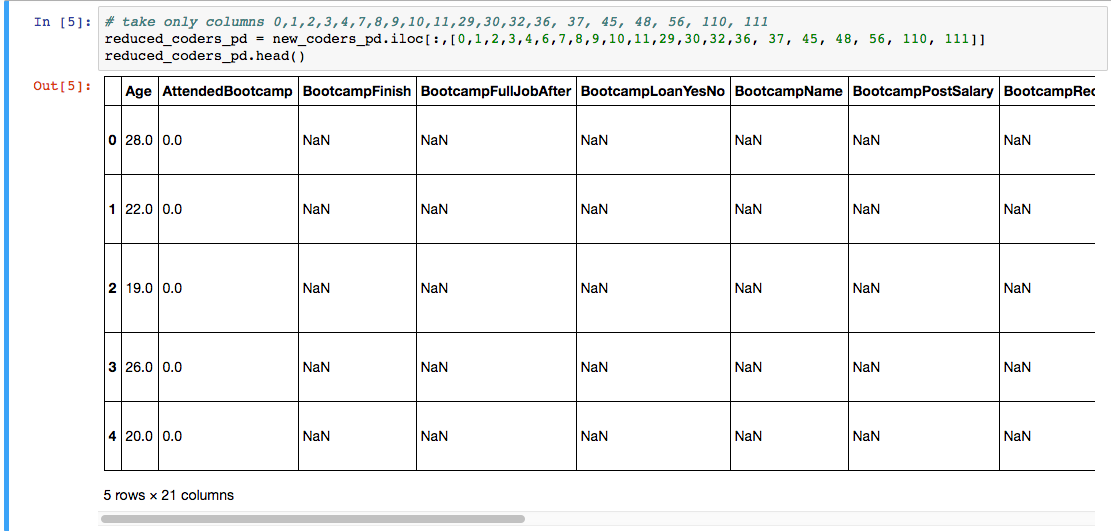 In [5]: # take only columns 0,1,2,3,4,7,8,9,10,11,29,30,32,36, 37, 45, 48, 56, 110, 111
reduced_coders_pd = new_coders_pd.iloc[:,[0,1,2,3,4,6,7,8,9,10,11,29,30,32,36, 37, 45, 48, 56, 110, 111]]
reduced_coders_pd.head()
Out[5]: Age AttendedBootcamp BootcampFinish BootcampFullJobAfter BootcampLoanYesNo BootcampName BootcampPostSalary BootcampRec
0 28.0 0.0 NaN NaN NaN NaN NaN NaN
1 22.0 0.0 NaN NaN NaN NaN NaN NaN
2 19.0 0.0 NaN NaN NaN NaN NaN NaN
3 26.0 0.0 NaN NaN NaN NaN NaN NaN
4 20.0 0.0 NaN NaN NaN NaN NaN NaN
5 rows × 21 columns